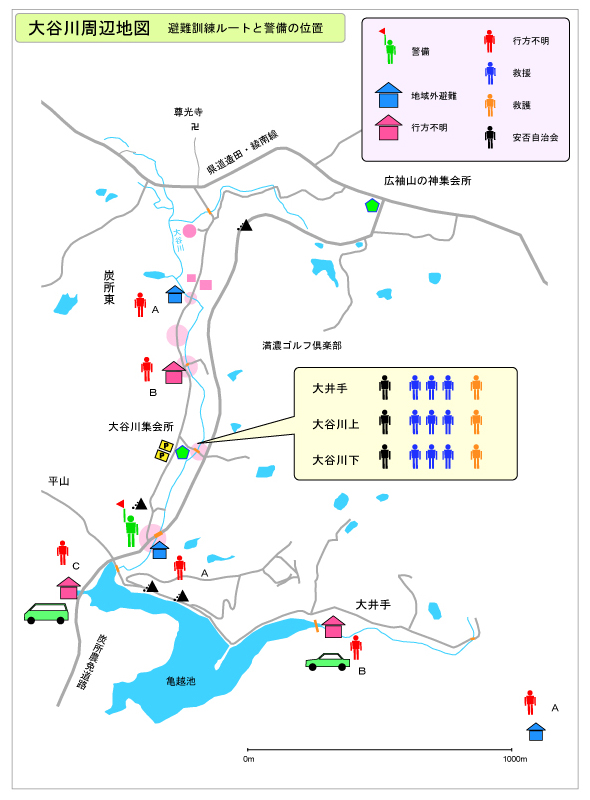 大谷川周辺地図 避難訓練ルートと警備の位置
警備
行方不明
救援
地域外避難
救護
行方不明
安否自治会
尊光寺
県道造田・綾南線
広袖山の神集会所
大谷川
炭所東
A
満濃ゴルフ倶楽部
B
大井手
大谷川上
大谷川下
大谷川集会所
P
P
平山
C
A
大井手
B
炭所農免道路
亀越池
A
0m
1000m